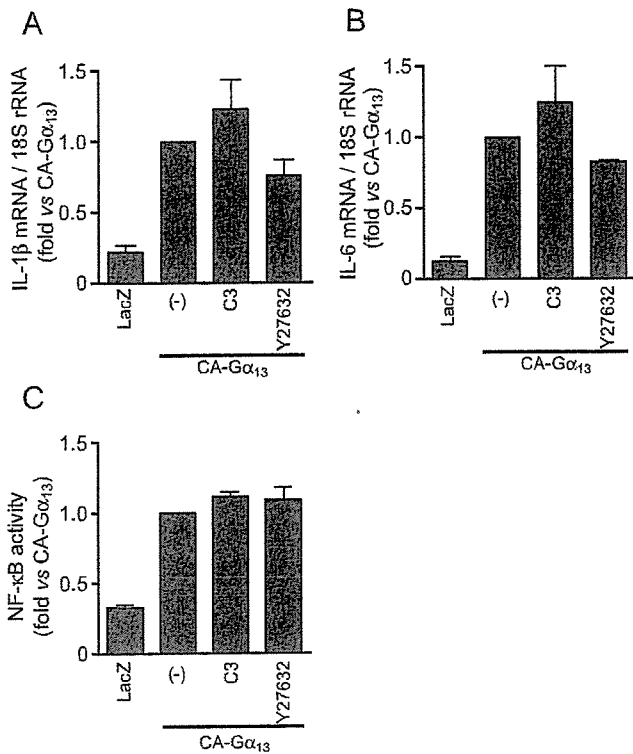 A
IL-1β mRNA / 18S rRNA
(fold vs CA-Gα13)
1.5
1.0
0.5
0
LacZ
(-)
C3
Y27632
CA-Gα13
B
IL-6 mRNA / 18S rRNA
(fold vs CA-Gα13)
1.5
1.0
0.5
0
LacZ
(-)
C3
Y27632
CA-Gα13
C
NF-κB activity
(fold vs CA-Gα13)
1.5
1.0
0.5
0
LacZ
(-)
C3
Y27632
CA-Gα13